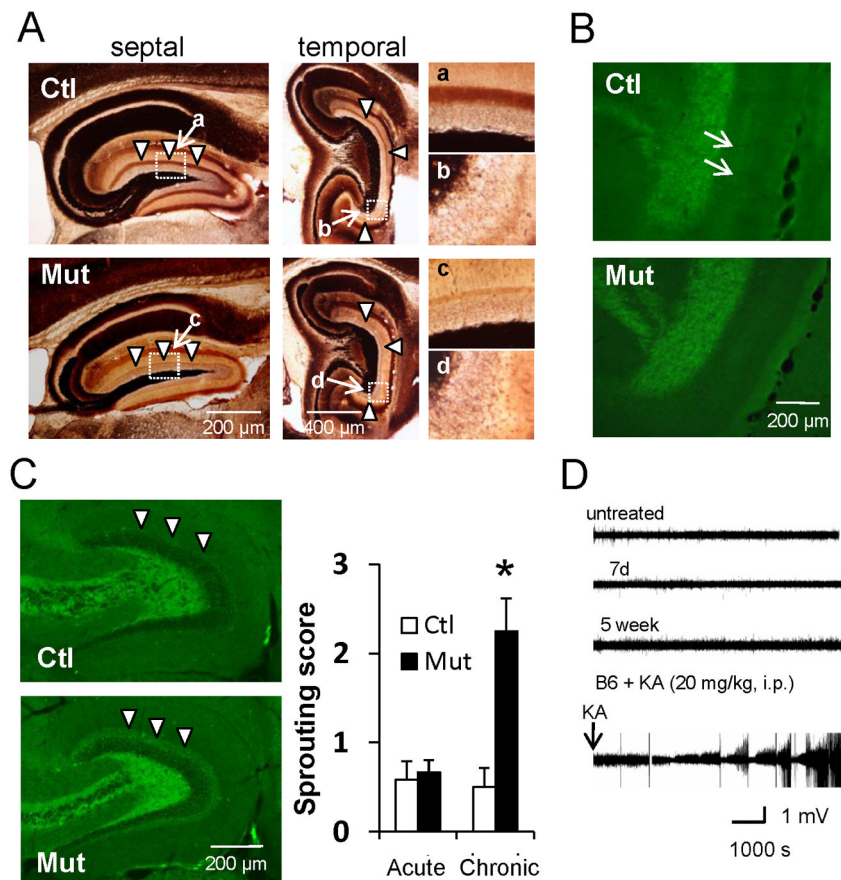 A
septal
temporal
Ctl
a
b
a
b
Mut
c
d
200 µm
400 µm
c
d
B
Ctl
Mut
200 µm
C
Ctl
Mut
200 µm
Sprouting score
3
2
1
0
*
Ctl
Mut
Acute
Chronic
D
untreated
7d
5 week
B6 + KA (20 mg/kg, i.p.)
KA
1 mV
1000 s